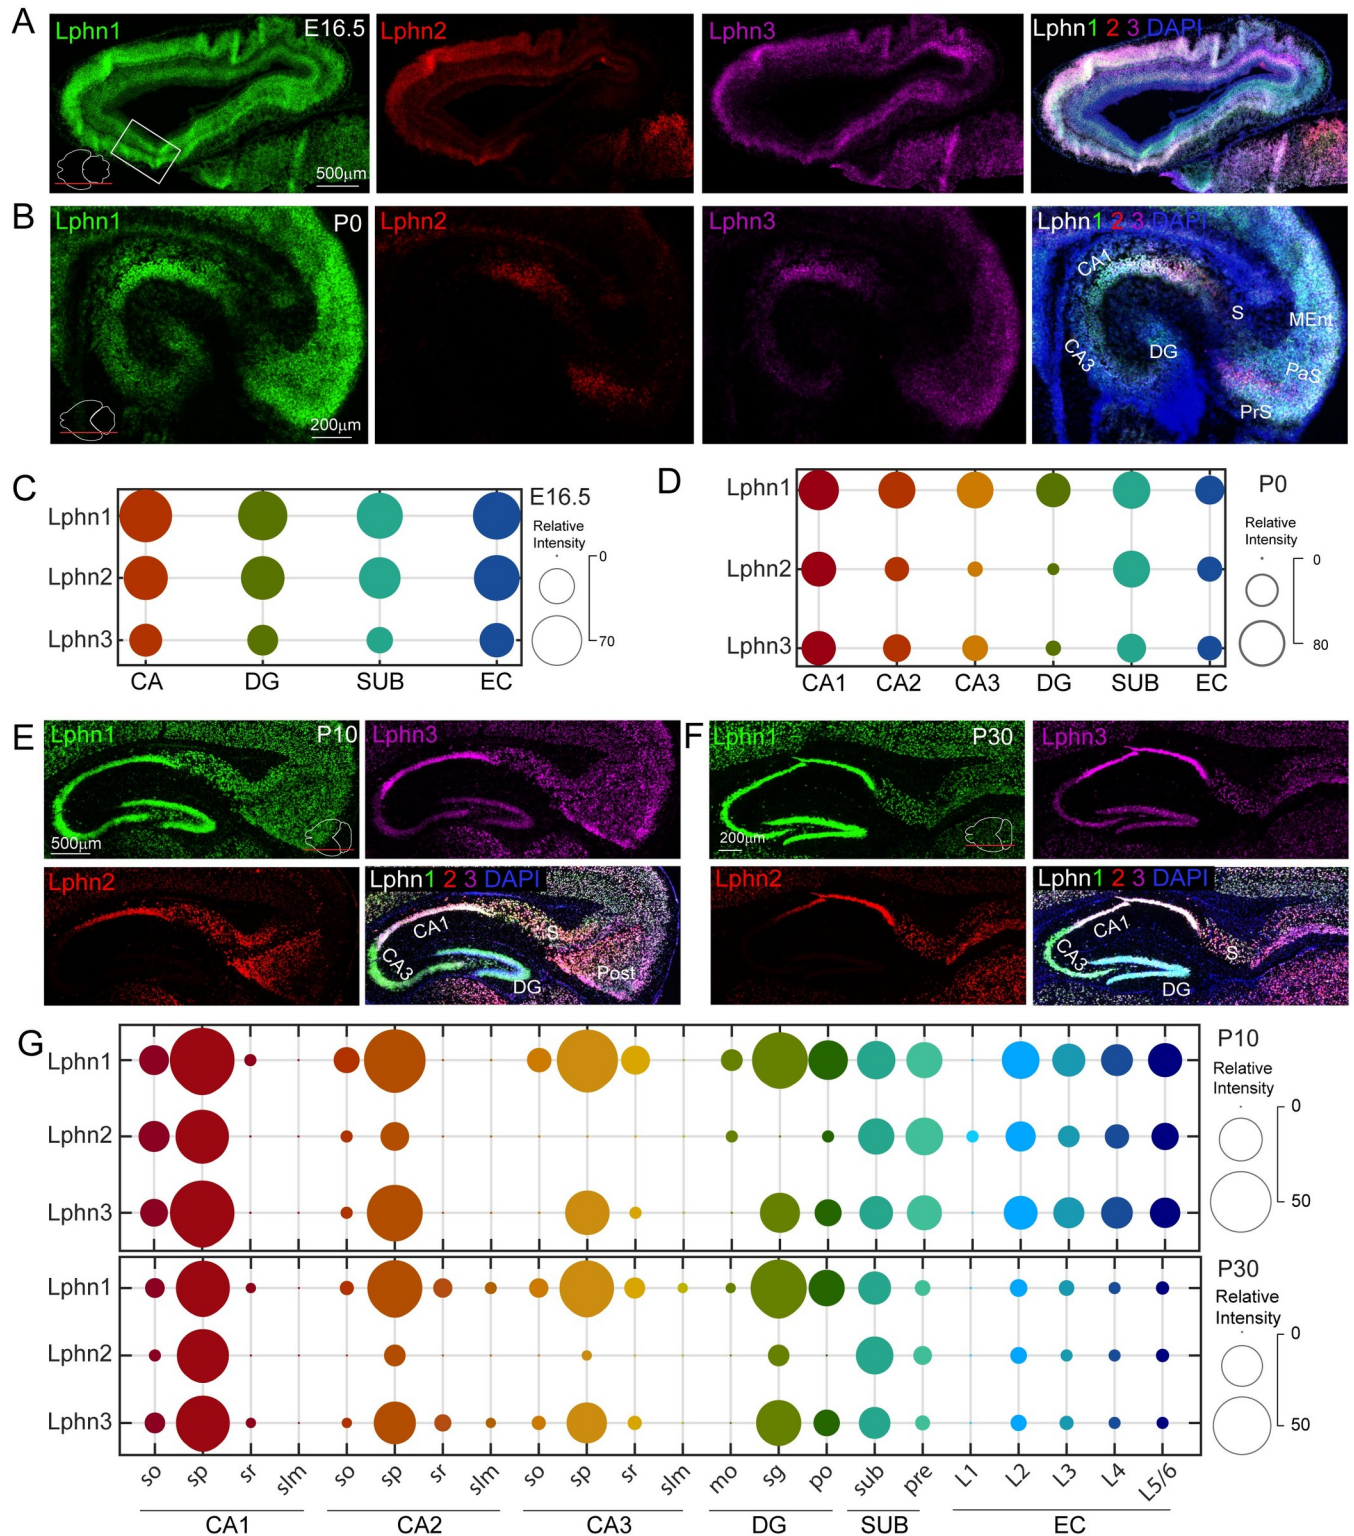 A
Lphn1
E16.5
500μm
Lphn2
Lphn3
Lphn1 2 3 DAPI
B
Lphn1
P0
200μm
Lphn2
Lphn3
Lphn1 2 3 DAPI
CA1
S
MEnt
CA3
DG
PaS
PrS
C
Lphn1
Lphn2
Lphn3
CA DG SUB EC
E16.5
Relative
Intensity
0
70
D
Lphn1
Lphn2
Lphn3
CA1 CA2 CA3 DG SUB EC
P0
Relative
Intensity
0
80
E
Lphn1
P10
500μm
Lphn3
Lphn2
Lphn1 2 3 DAPI
CA1
S
CA3
Post
DG
F
Lphn1
P30
200μm
Lphn3
Lphn2
Lphn1 2 3 DAPI
CA1
CA3
S
DG
G
Lphn1
Lphn2
Lphn3
P10
Relative
Intensity
0
50
Lphn1
Lphn2
Lphn3
P30
Relative
Intensity
0
50
so sp sr slm so sp sr slm so sp sr slm mo sg po sub pre L1 L2 L3 L4 L5/6
CA1 CA2 CA3 DG SUB EC